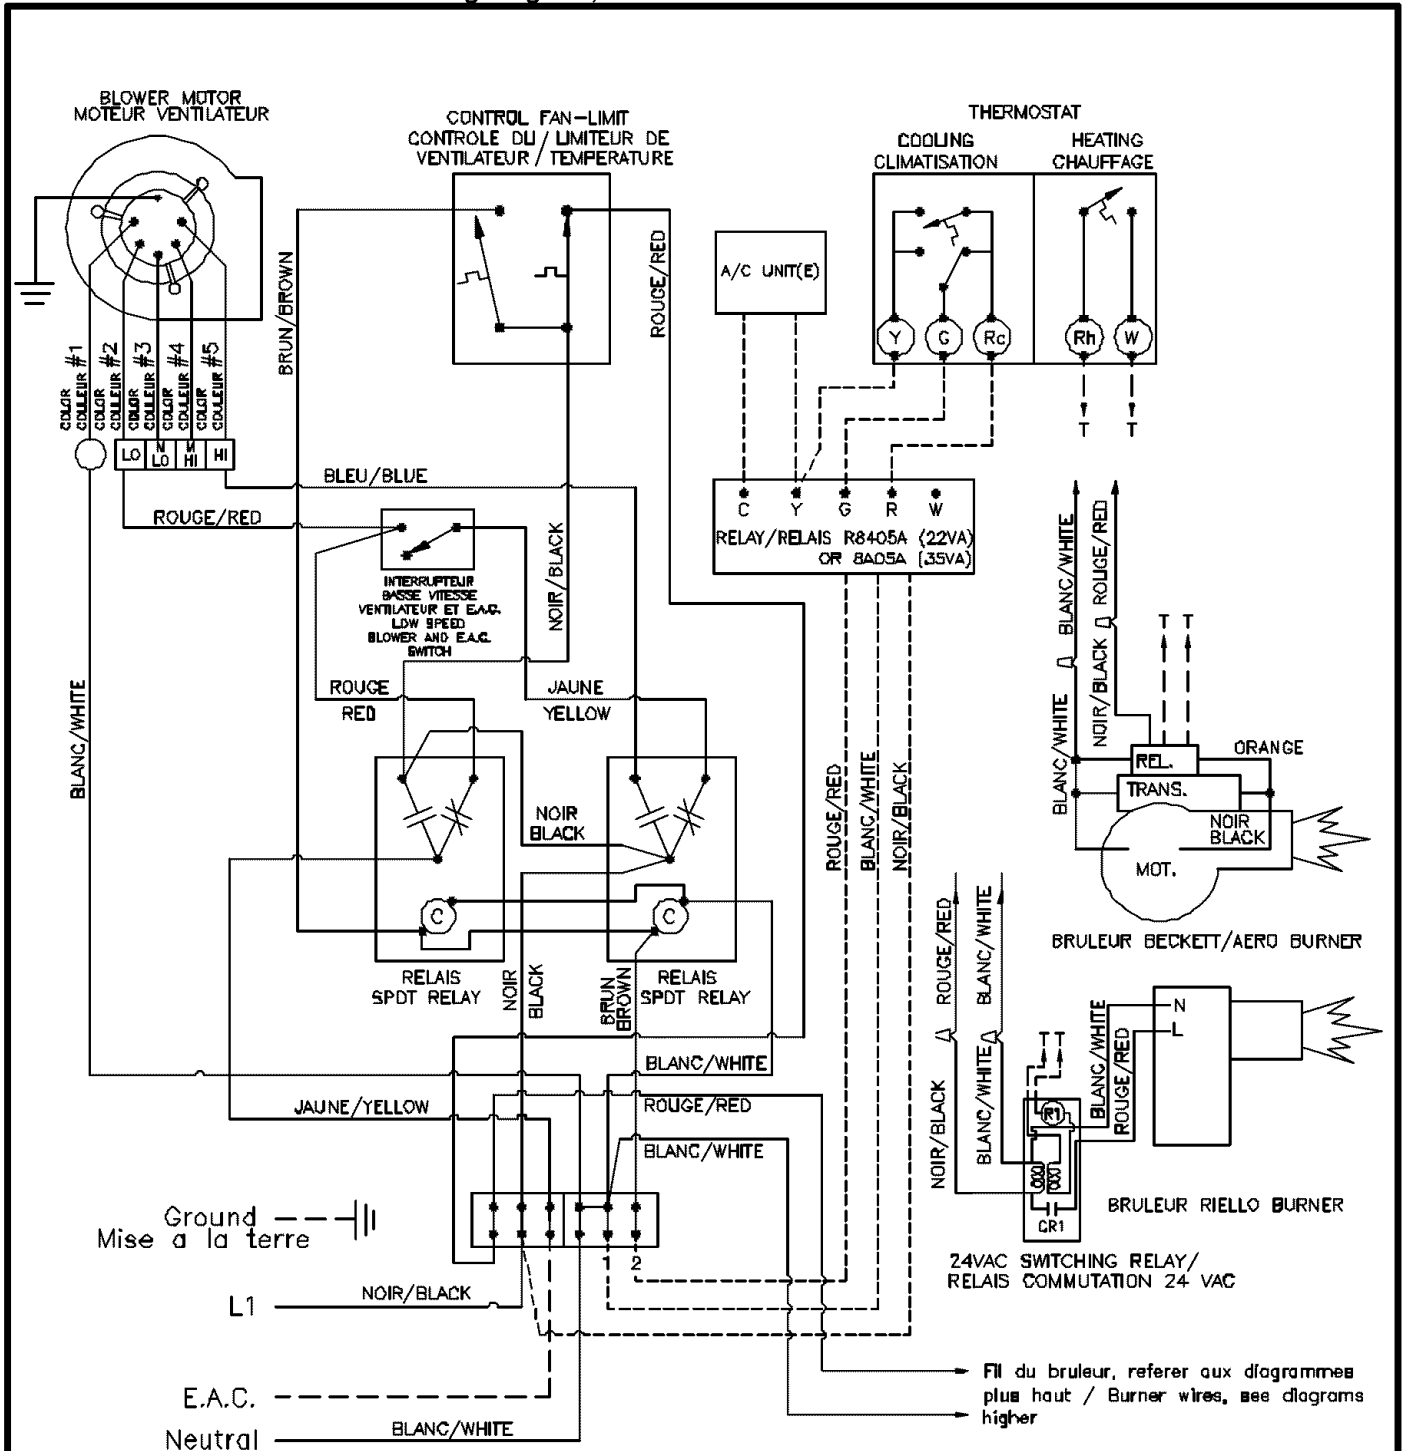 BLOWER MOTOR
MOTEUR VENTILATEUR
CONTROL FAN-LIMIT
CONTROLE DU / LIMITEUR DE
VENTILATEUR / TEMPERATURE
THERMOSTAT
COOLING
CLIMATISATION
HEATING
CHAUFFAGE
BRUN/BROWN
ROUGE/RED
A/C UNIT(E)
Y
G
Rc
Rh
W
T
T
COLOR
COULEUR #1
COLOR
COULEUR #2
COLOR
COULEUR #3
COLOR
COULEUR #4
COLOR
COULEUR #5
LO
N
LO
M
HI
HI
BLEU/BLUE
ROUGE/RED
NOIR/BLACK
C
Y
G
R
W
RELAY/RELAIS R8405A (22VA)
OR 8A05A (35VA)
INTERRUPTEUR
BASSE VITESSE
VENTILATEUR ET E.A.C.
LOW SPEED
BLOWER AND E.A.C.
SWITCH
ROUGE
RED
JAUNE
YELLOW
BLANC/WHITE
NOIR
BLACK
ROUGE/RED
BLANC/WHITE
NOIR/BLACK
BLANC/WHITE
BLANC/WHITE
ROUGE/RED
NOIR/BLACK
T
T
ORANGE
REL.
TRANS.
NOIR
BLACK
MOT.
BRULEUR BECKETT/AERO BURNER
C
C
RELAIS
SPDT RELAY
NOIR
BLACK
BRUN
BROWN
RELAIS
SPDT RELAY
ROUGE/RED
BLANC/WHITE
NOIR/BLACK
BLANC/WHITE
T
T
BLANC/WHITE
ROUGE/RED
N
L
R1
CR1
BRULEUR RIELLO BURNER
24VAC SWITCHING RELAY/
RELAIS COMMUTATION 24 VAC
BLANC/WHITE
JAUNE/YELLOW
ROUGE/RED
BLANC/WHITE
Ground
Mise a la terre
1
2
L1
NOIR/BLACK
E.A.C.
Neutral
BLANC/WHITE
Fil du bruleur, referer aux diagrammes
plus haut / Burner wires, see diagrams
higher